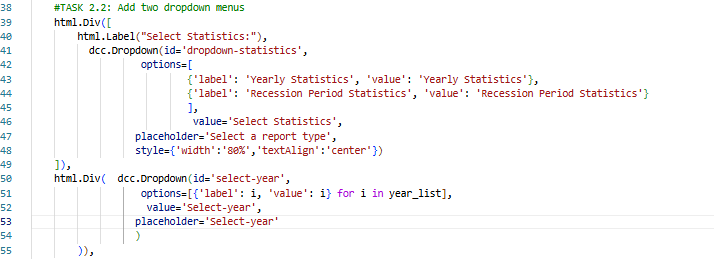 38 #TASK 2.2: Add two dropdown menus
39 html.Div([
40 html.Label("Select Statistics:"),
41 dcc.Dropdown(id='dropdown-statistics',
42 options=[
43 {'label': 'Yearly Statistics', 'value': 'Yearly Statistics'},
44 {'label': 'Recession Period Statistics', 'value': 'Recession Period Statistics'}
45 ],
46 value='Select Statistics',
47 placeholder='Select a report type',
48 style={'width':'80%','textAlign':'center'})
49 ]),
50 html.Div( dcc.Dropdown(id='select-year',
51 options=[{'label': i, 'value': i} for i in year_list],
52 value='Select-year',
53 placeholder='Select-year'
54 )
55 )),